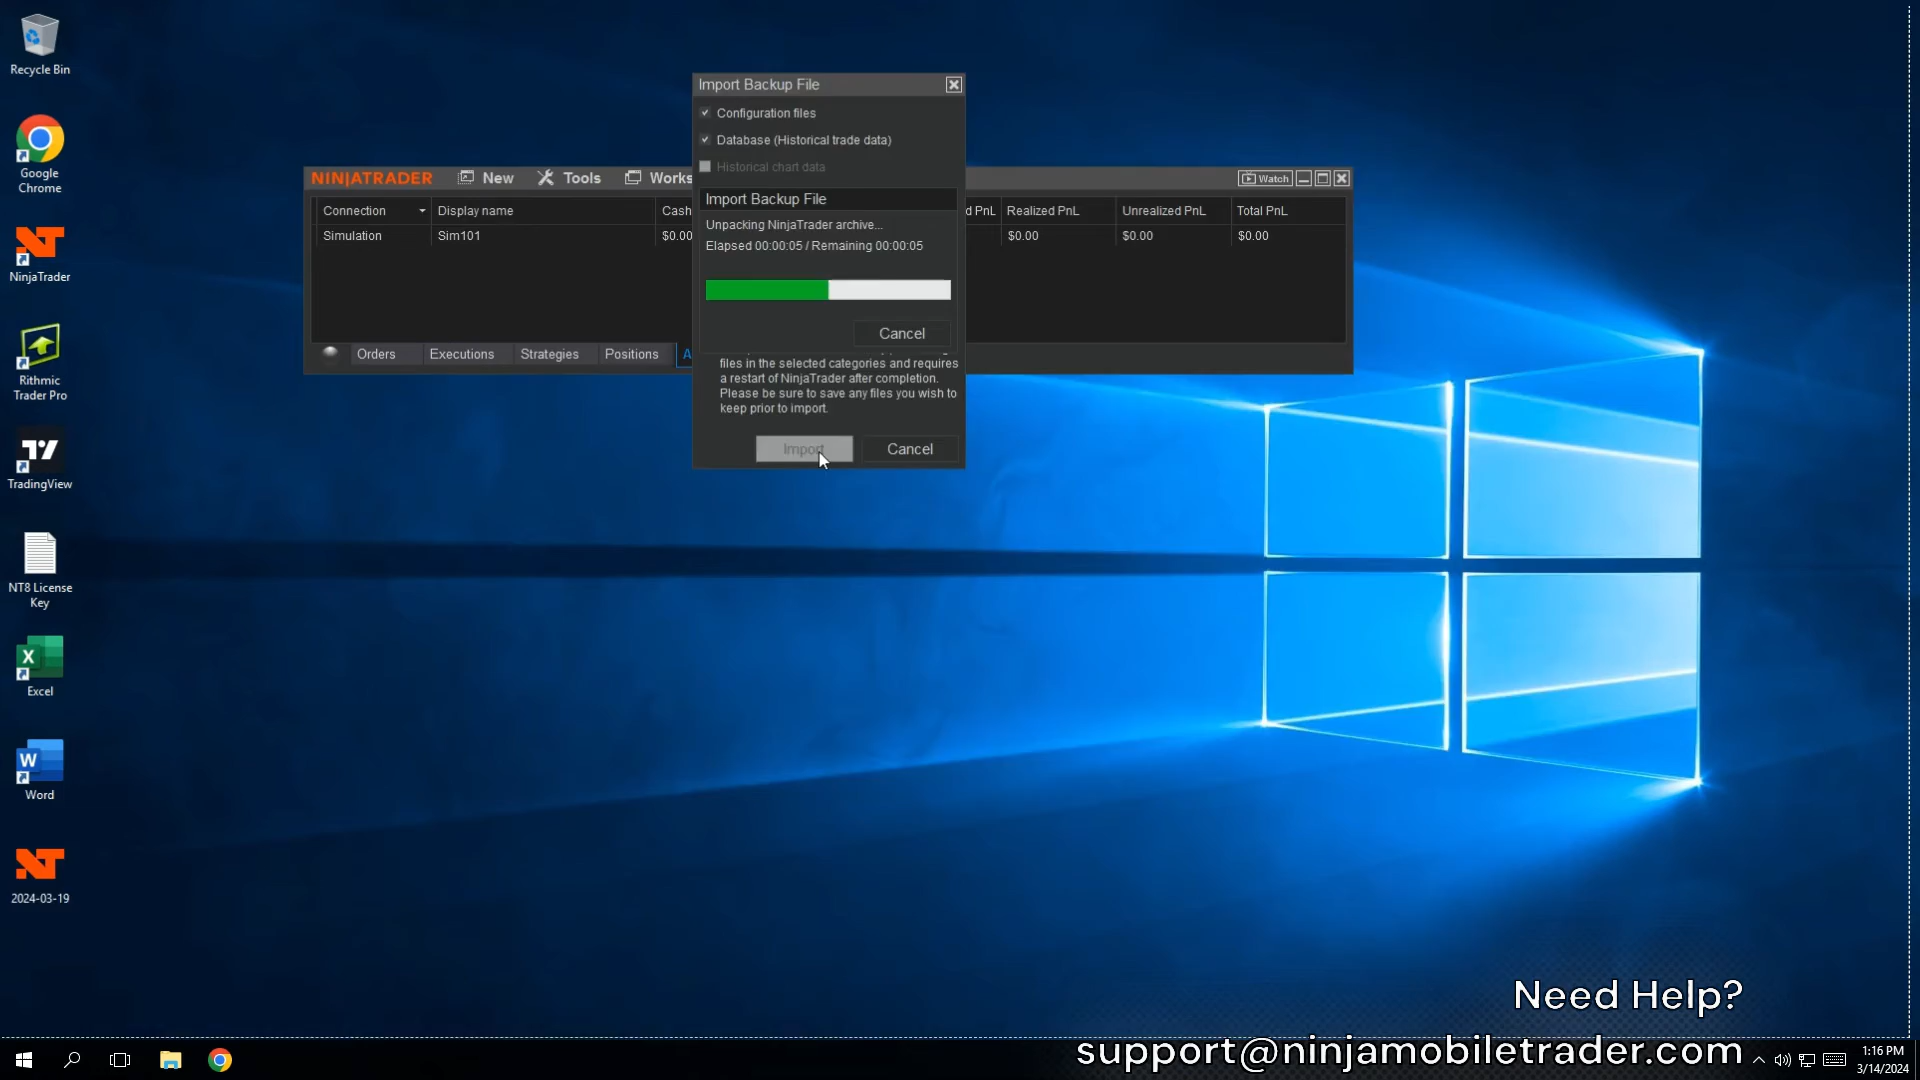 Recycle Bin
Google
Chrome
NinjaTrader
Rithmic
Trader Pro
TradingView
NT8 License
Key
Excel
Word
2024-03-19
Import Backup File
Configuration files
Database (Historical trade data)
Historical chart data
NINJATRADER New Tools Works
Watch
Connection Display name Cash
d PnL Realized PnL Unrealized PnL Total PnL
Simulation Sim101 $0.00
$0.00 $0.00 $0.00
Import Backup File
Unpacking NinjaTrader archive...
Elapsed 00:00:05 / Remaining 00:00:05
Cancel
Orders Executions Strategies Positions A
files in the selected categories and requires
a restart of NinjaTrader after completion.
Please be sure to save any files you wish to
keep prior to import.
Import Cancel
Need Help?
support@ninjamobiletrader.com
1:16 PM
3/14/2024